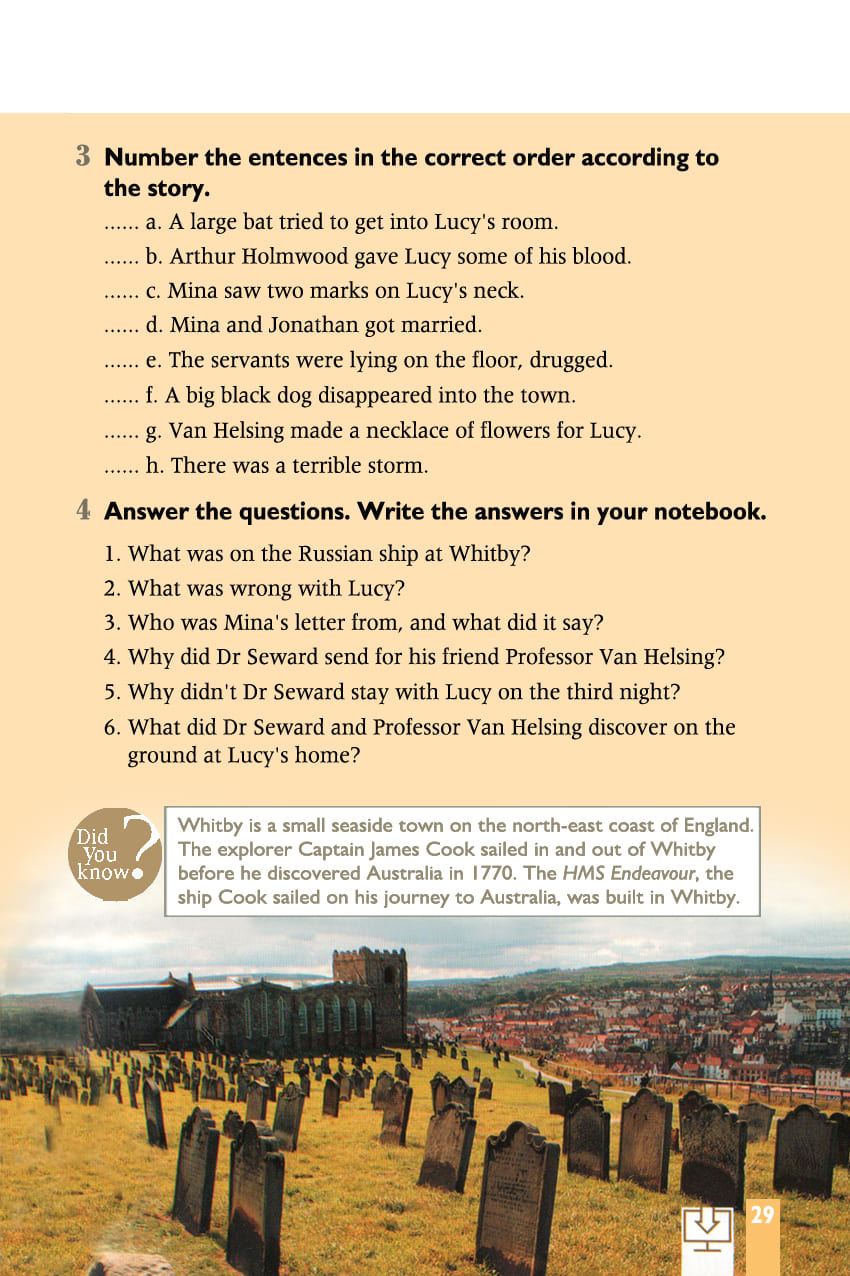 3 Number the entences in the correct order according to
the story.
...... a. A large bat tried to get into Lucy's room.
...... b. Arthur Holmwood gave Lucy some of his blood.
...... c. Mina saw two marks on Lucy's neck.
...... d. Mina and Jonathan got married.
...... e. The servants were lying on the floor, drugged.
...... f. A big black dog disappeared into the town.
...... g. Van Helsing made a necklace of flowers for Lucy.
...... h. There was a terrible storm.
4 Answer the questions. Write the answers in your notebook.
1. What was on the Russian ship at Whitby?
2. What was wrong with Lucy?
3. Who was Mina's letter from, and what did it say?
4. Why did Dr Seward send for his friend Professor Van Helsing?
5. Why didn't Dr Seward stay with Lucy on the third night?
6. What did Dr Seward and Professor Van Helsing discover on the
ground at Lucy's home?
Did
You
know?
Whitby is a small seaside town on the north-east coast of England.
The explorer Captain James Cook sailed in and out of Whitby
before he discovered Australia in 1770. The HMS Endeavour, the
ship Cook sailed on his journey to Australia, was built in Whitby.
29